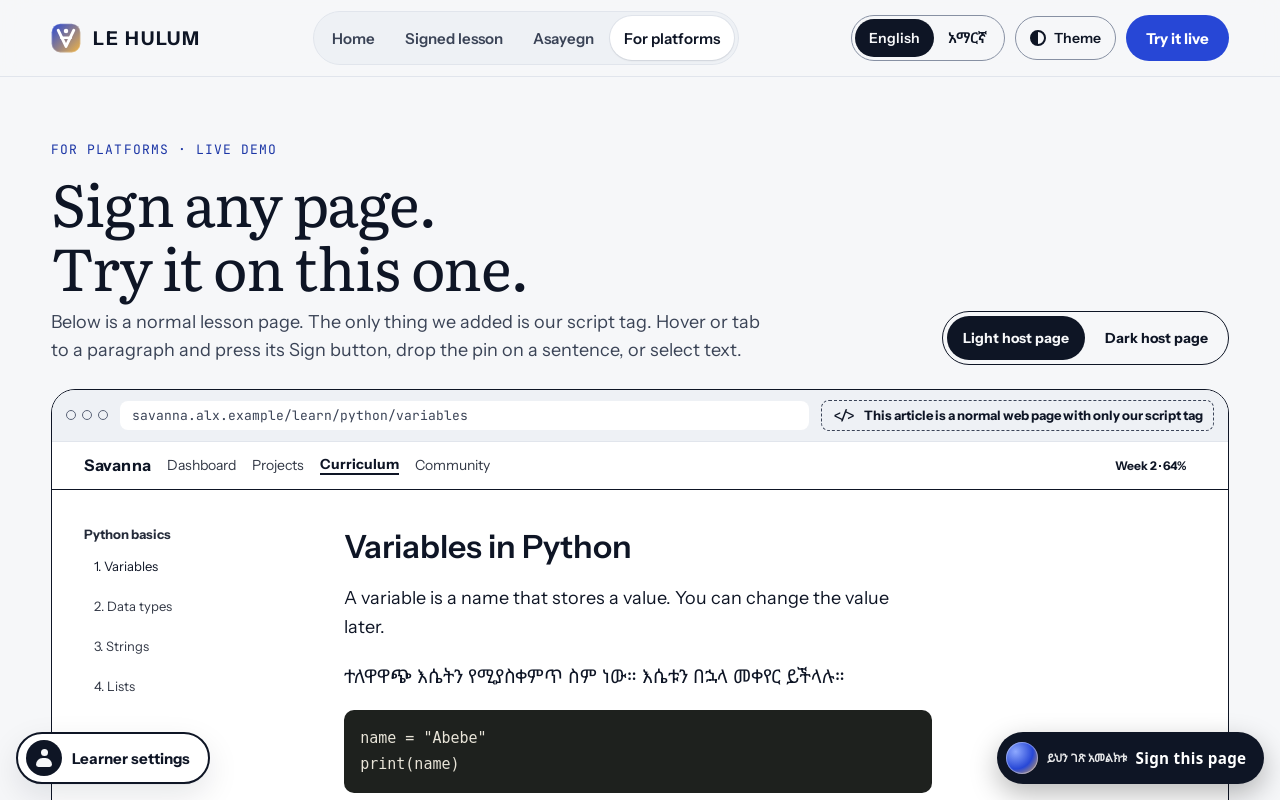 LE HULUM
Home
Signed lesson
Asayegn
For platforms
English
አማርኛ
Theme
Try it live
FOR PLATFORMS · LIVE DEMO
Sign any page.
Try it on this one.
Below is a normal lesson page. The only thing we added is our script tag. Hover or tab
to a paragraph and press its Sign button, drop the pin on a sentence, or select text.
Light host page
Dark host page
savanna.alx.example/learn/python/variables
</> This article is a normal web page with only our script tag
Savanna
Dashboard
Projects
Curriculum
Community
Week 2 · 64%
Python basics
1. Variables
2. Data types
3. Strings
4. Lists
Variables in Python
A variable is a name that stores a value. You can change the value
later.
ተለዋዋጭ እሴትን የሚያስቀምጥ ስም ነው። እሴቱን በኋላ መቀየር ይችላሉ።
name = "Abebe"
print(name)
Learner settings
ይህን ገጽ አመልክቱ Sign this page